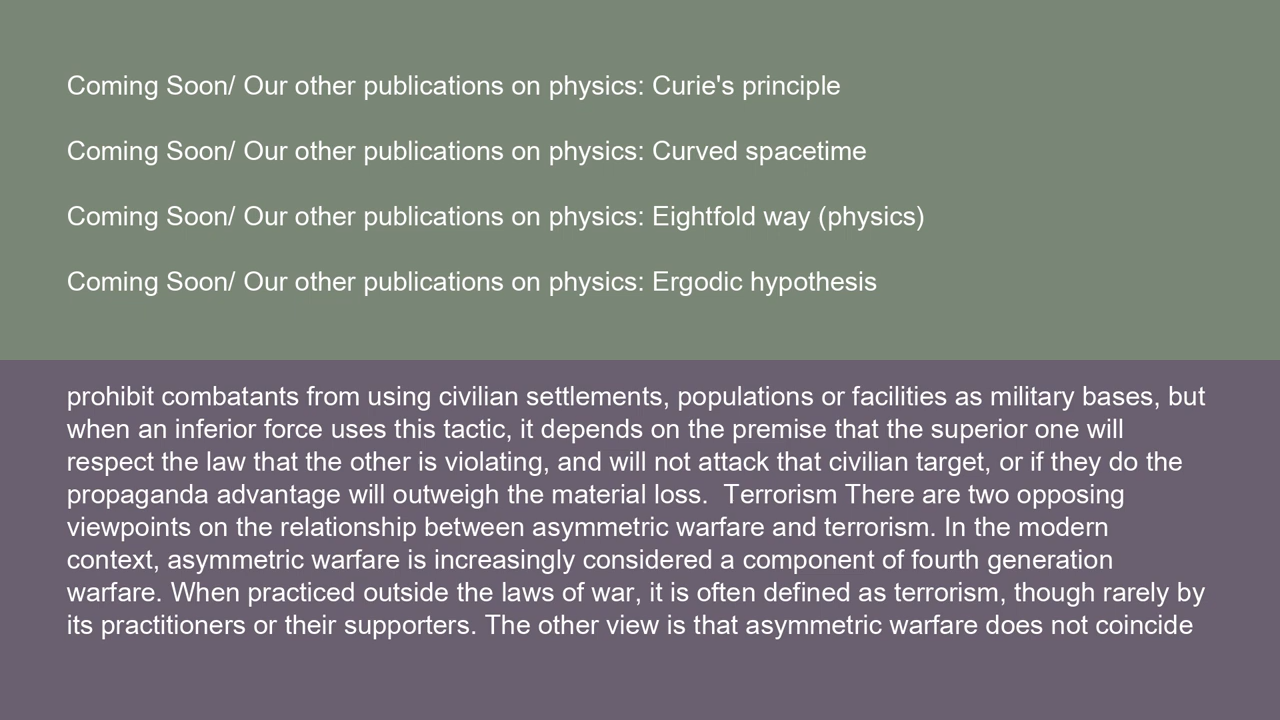 Coming Soon/ Our other publications on physics: Curie's principle
Coming Soon/ Our other publications on physics: Curved spacetime
Coming Soon/ Our other publications on physics: Eightfold way (physics)
Coming Soon/ Our other publications on physics: Ergodic hypothesis
prohibit combatants from using civilian settlements, populations or facilities as military bases, but
when an inferior force uses this tactic, it depends on the premise that the superior one will
respect the law that the other is violating, and will not attack that civilian target, or if they do the
propaganda advantage will outweigh the material loss.  Terrorism There are two opposing
viewpoints on the relationship between asymmetric warfare and terrorism. In the modern
context, asymmetric warfare is increasingly considered a component of fourth generation
warfare. When practiced outside the laws of war, it is often defined as terrorism, though rarely by
its practitioners or their supporters. The other view is that asymmetric warfare does not coincide